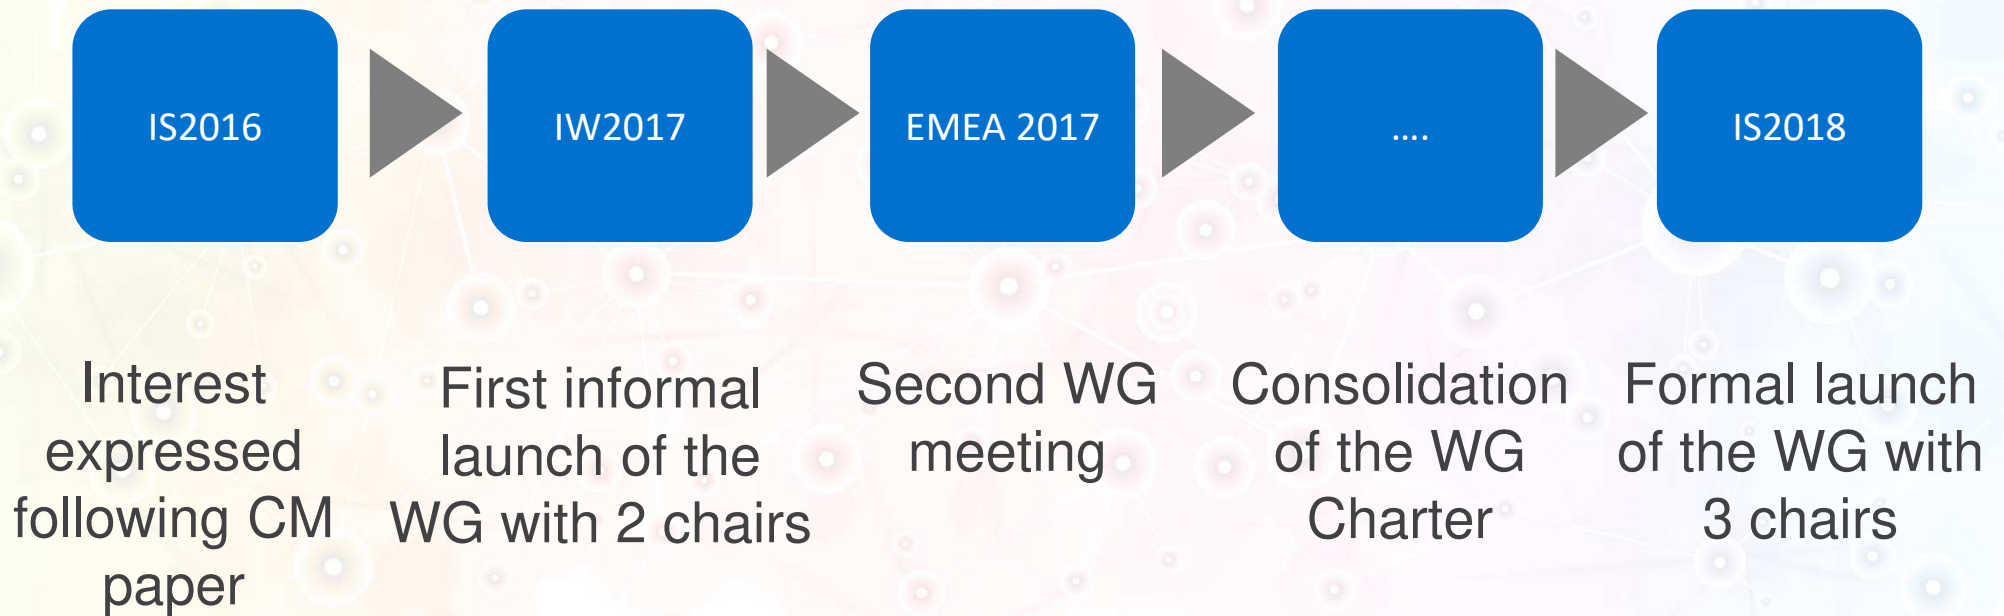 IS2016
IW2017
EMEA 2017
....
IS2018
Interest
expressed
following CM
paper
First informal
launch of the
WG with 2 chairs
Second WG
meeting
Consolidation
of the WG
Charter
Formal launch
of the WG with
3 chairs